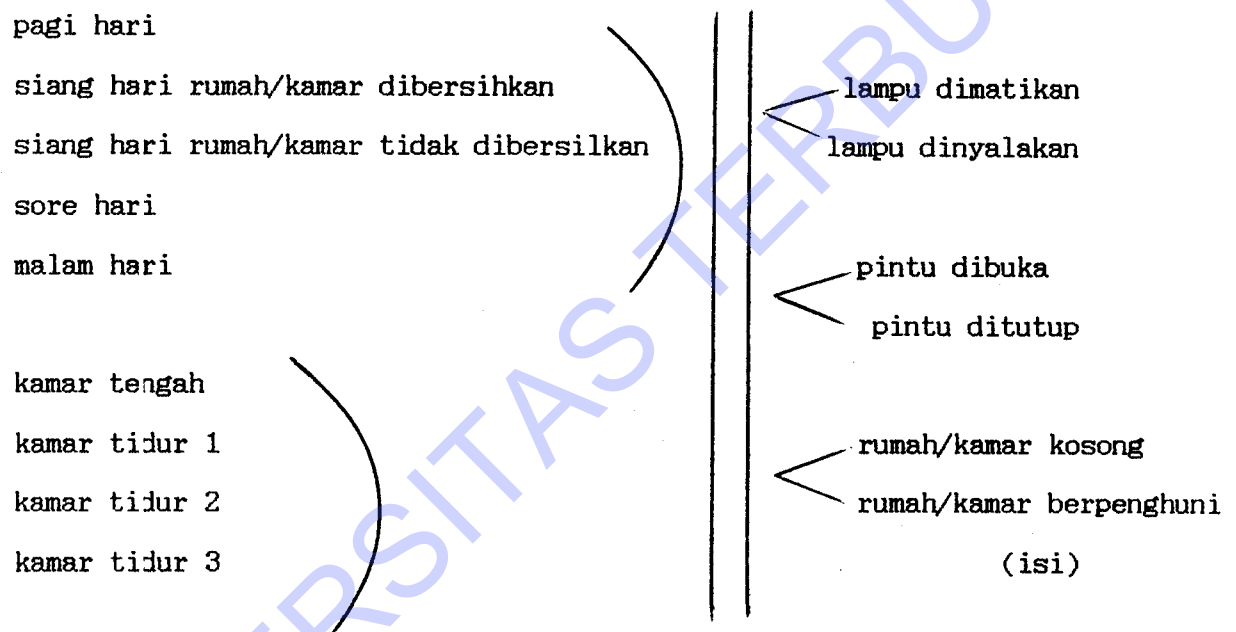 pagi hari
siang hari rumah/kamar dibersihkan
siang hari rumah/kamar tidak dibersilkan
sore hari
malam hari
kamar tengah
kamar tidur 1
kamar tidur 2
kamar tidur 3
lampu dimatikan
lampu dinyalakan
pintu dibuka
pintu ditutup
rumah/kamar kosong
rumah/kamar berpenghuni
(isi)
ERSITAS TERBU